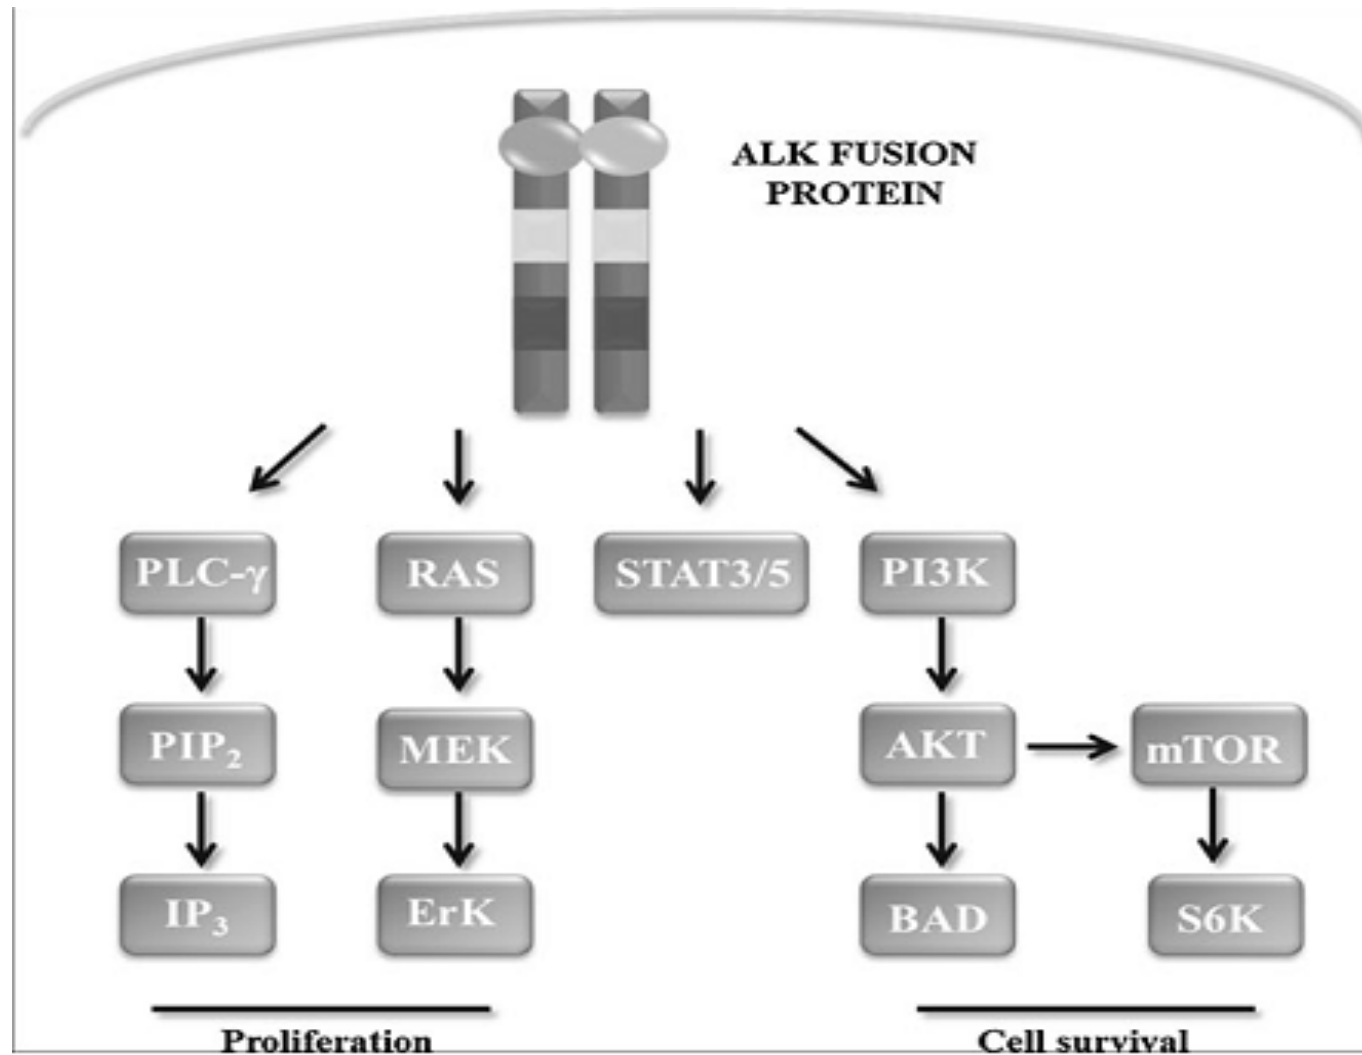 ALK FUSION
PROTEIN
PLC-γ
RAS
STAT3/5
PI3K
PIP₂
MEK
AKT
mTOR
IP₃
ErK
BAD
S6K
Proliferation
Cell survival